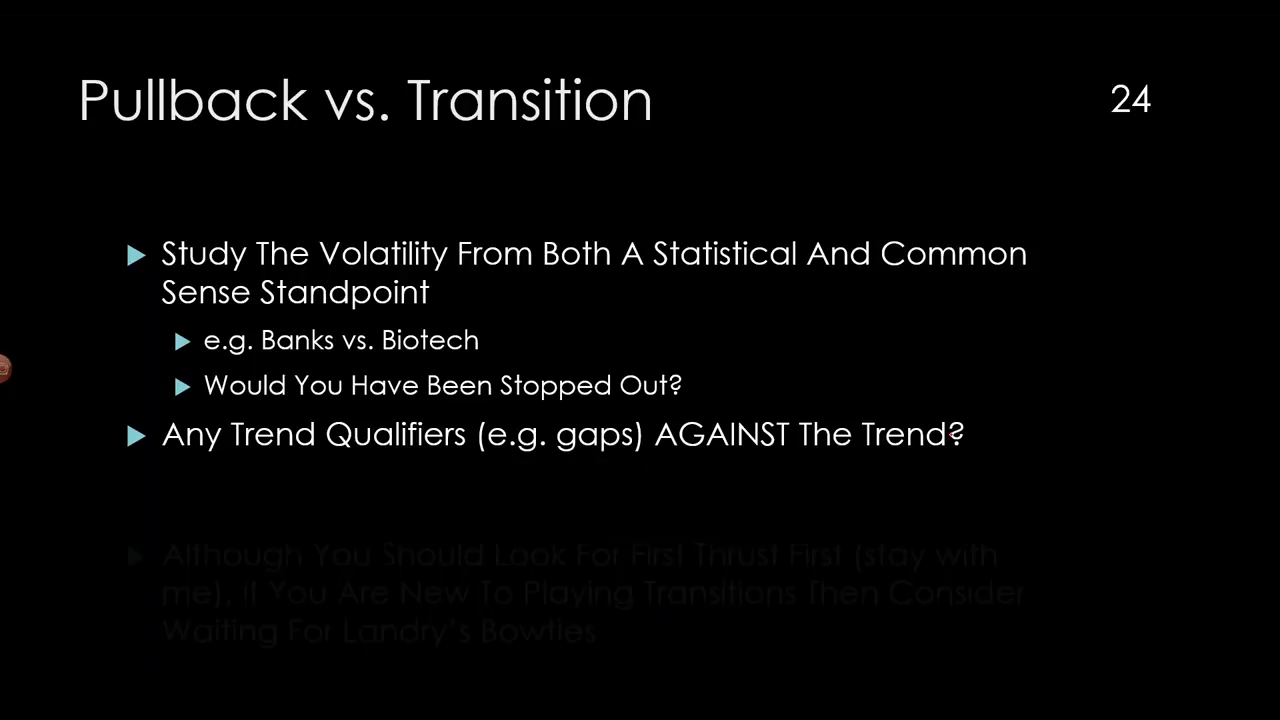 Pullback vs. Transition
24
Study The Volatility From Both A Statistical And Common
Sense Standpoint
e.g. Banks vs. Biotech
Would You Have Been Stopped Out?
Any Trend Qualifiers (e.g. gaps) AGAINST The Trend?
Although You Should Look For First Thrust First (stay with
me), If You Are New To Playing Transitions Then Consider
Waiting For Landry's Bowties